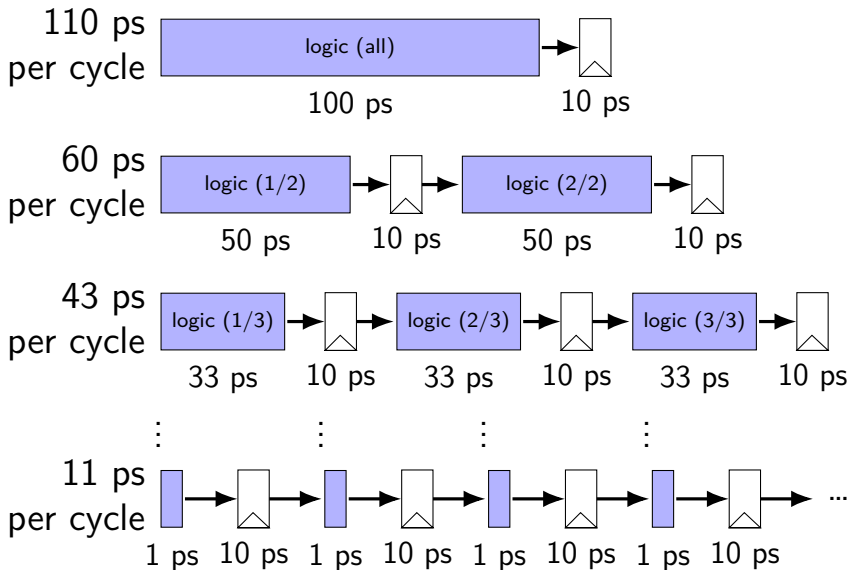 110 ps
per cycle
logic (all)
100 ps
10 ps
60 ps
per cycle
logic (1/2)
logic (2/2)
50 ps
10 ps
50 ps
10 ps
43 ps
per cycle
logic (1/3)
logic (2/3)
logic (3/3)
33 ps
10 ps
33 ps
10 ps
33 ps
10 ps
11 ps
per cycle
...
1 ps
10 ps
1 ps
10 ps
1 ps
10 ps
1 ps
10 ps